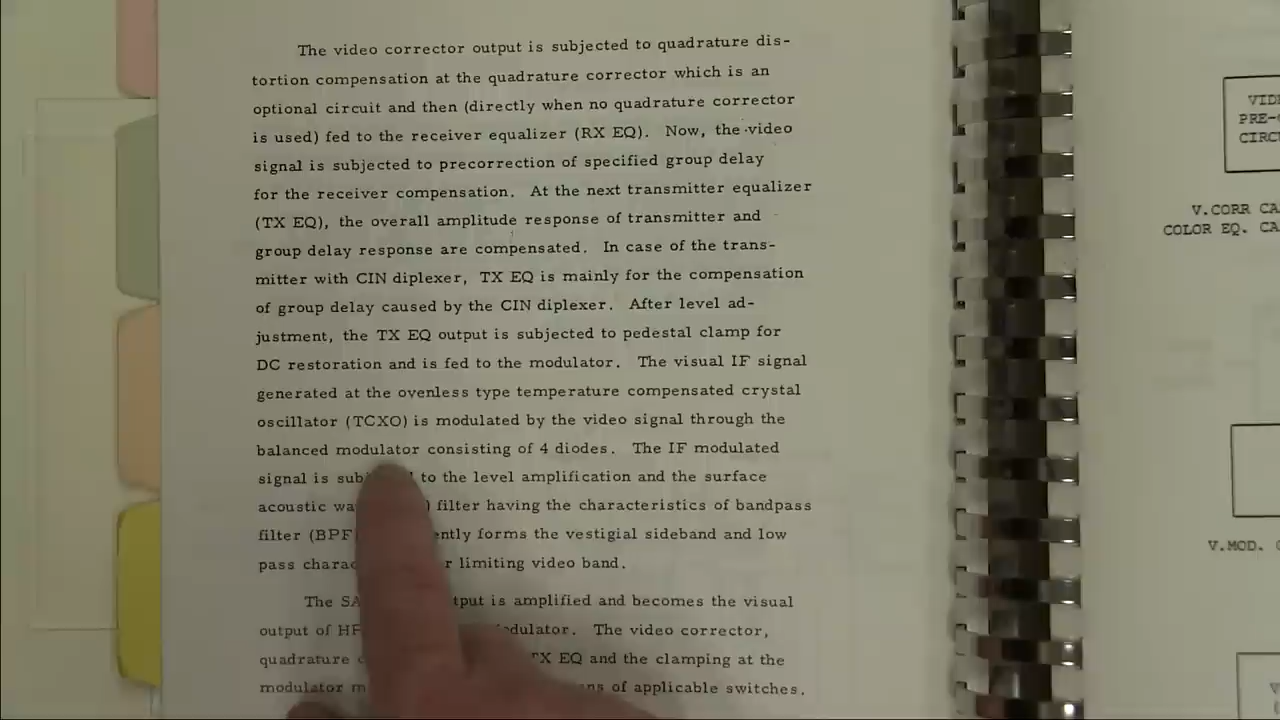 The video corrector output is subjected to quadrature dis-
tortion compensation at the quadrature corrector which is an
optional circuit and then (directly when no quadrature corrector
is used) fed to the receiver equalizer (RX EQ). Now, the video
signal is subjected to precorrection of specified group delay
for the receiver compensation. At the next transmitter equalizer
(TX EQ), the overall amplitude response of transmitter and
group delay response are compensated. In case of the trans-
mitter with CIN diplexer, TX EQ is mainly for the compensation
of group delay caused by the CIN diplexer. After level ad-
justment, the TX EQ output is subjected to pedestal clamp for
DC restoration and is fed to the modulator. The visual IF signal
generated at the ovenless type temperature compensated crystal
oscillator (TCXO) is modulated by the video signal through the
balanced modulator consisting of 4 diodes. The IF modulated
signal is to the level amplification and the surface
acoustic filter having the characteristics of bandpass
filter (BPF forms the vestigial sideband and low
pass limiting video band.
The is amplified and becomes the visual
output of The video corrector,
quadrature TX EQ and the clamping at the
modulator of applicable switches.
PRE-
V.CORR
COLOR EQ.
V.MOD.